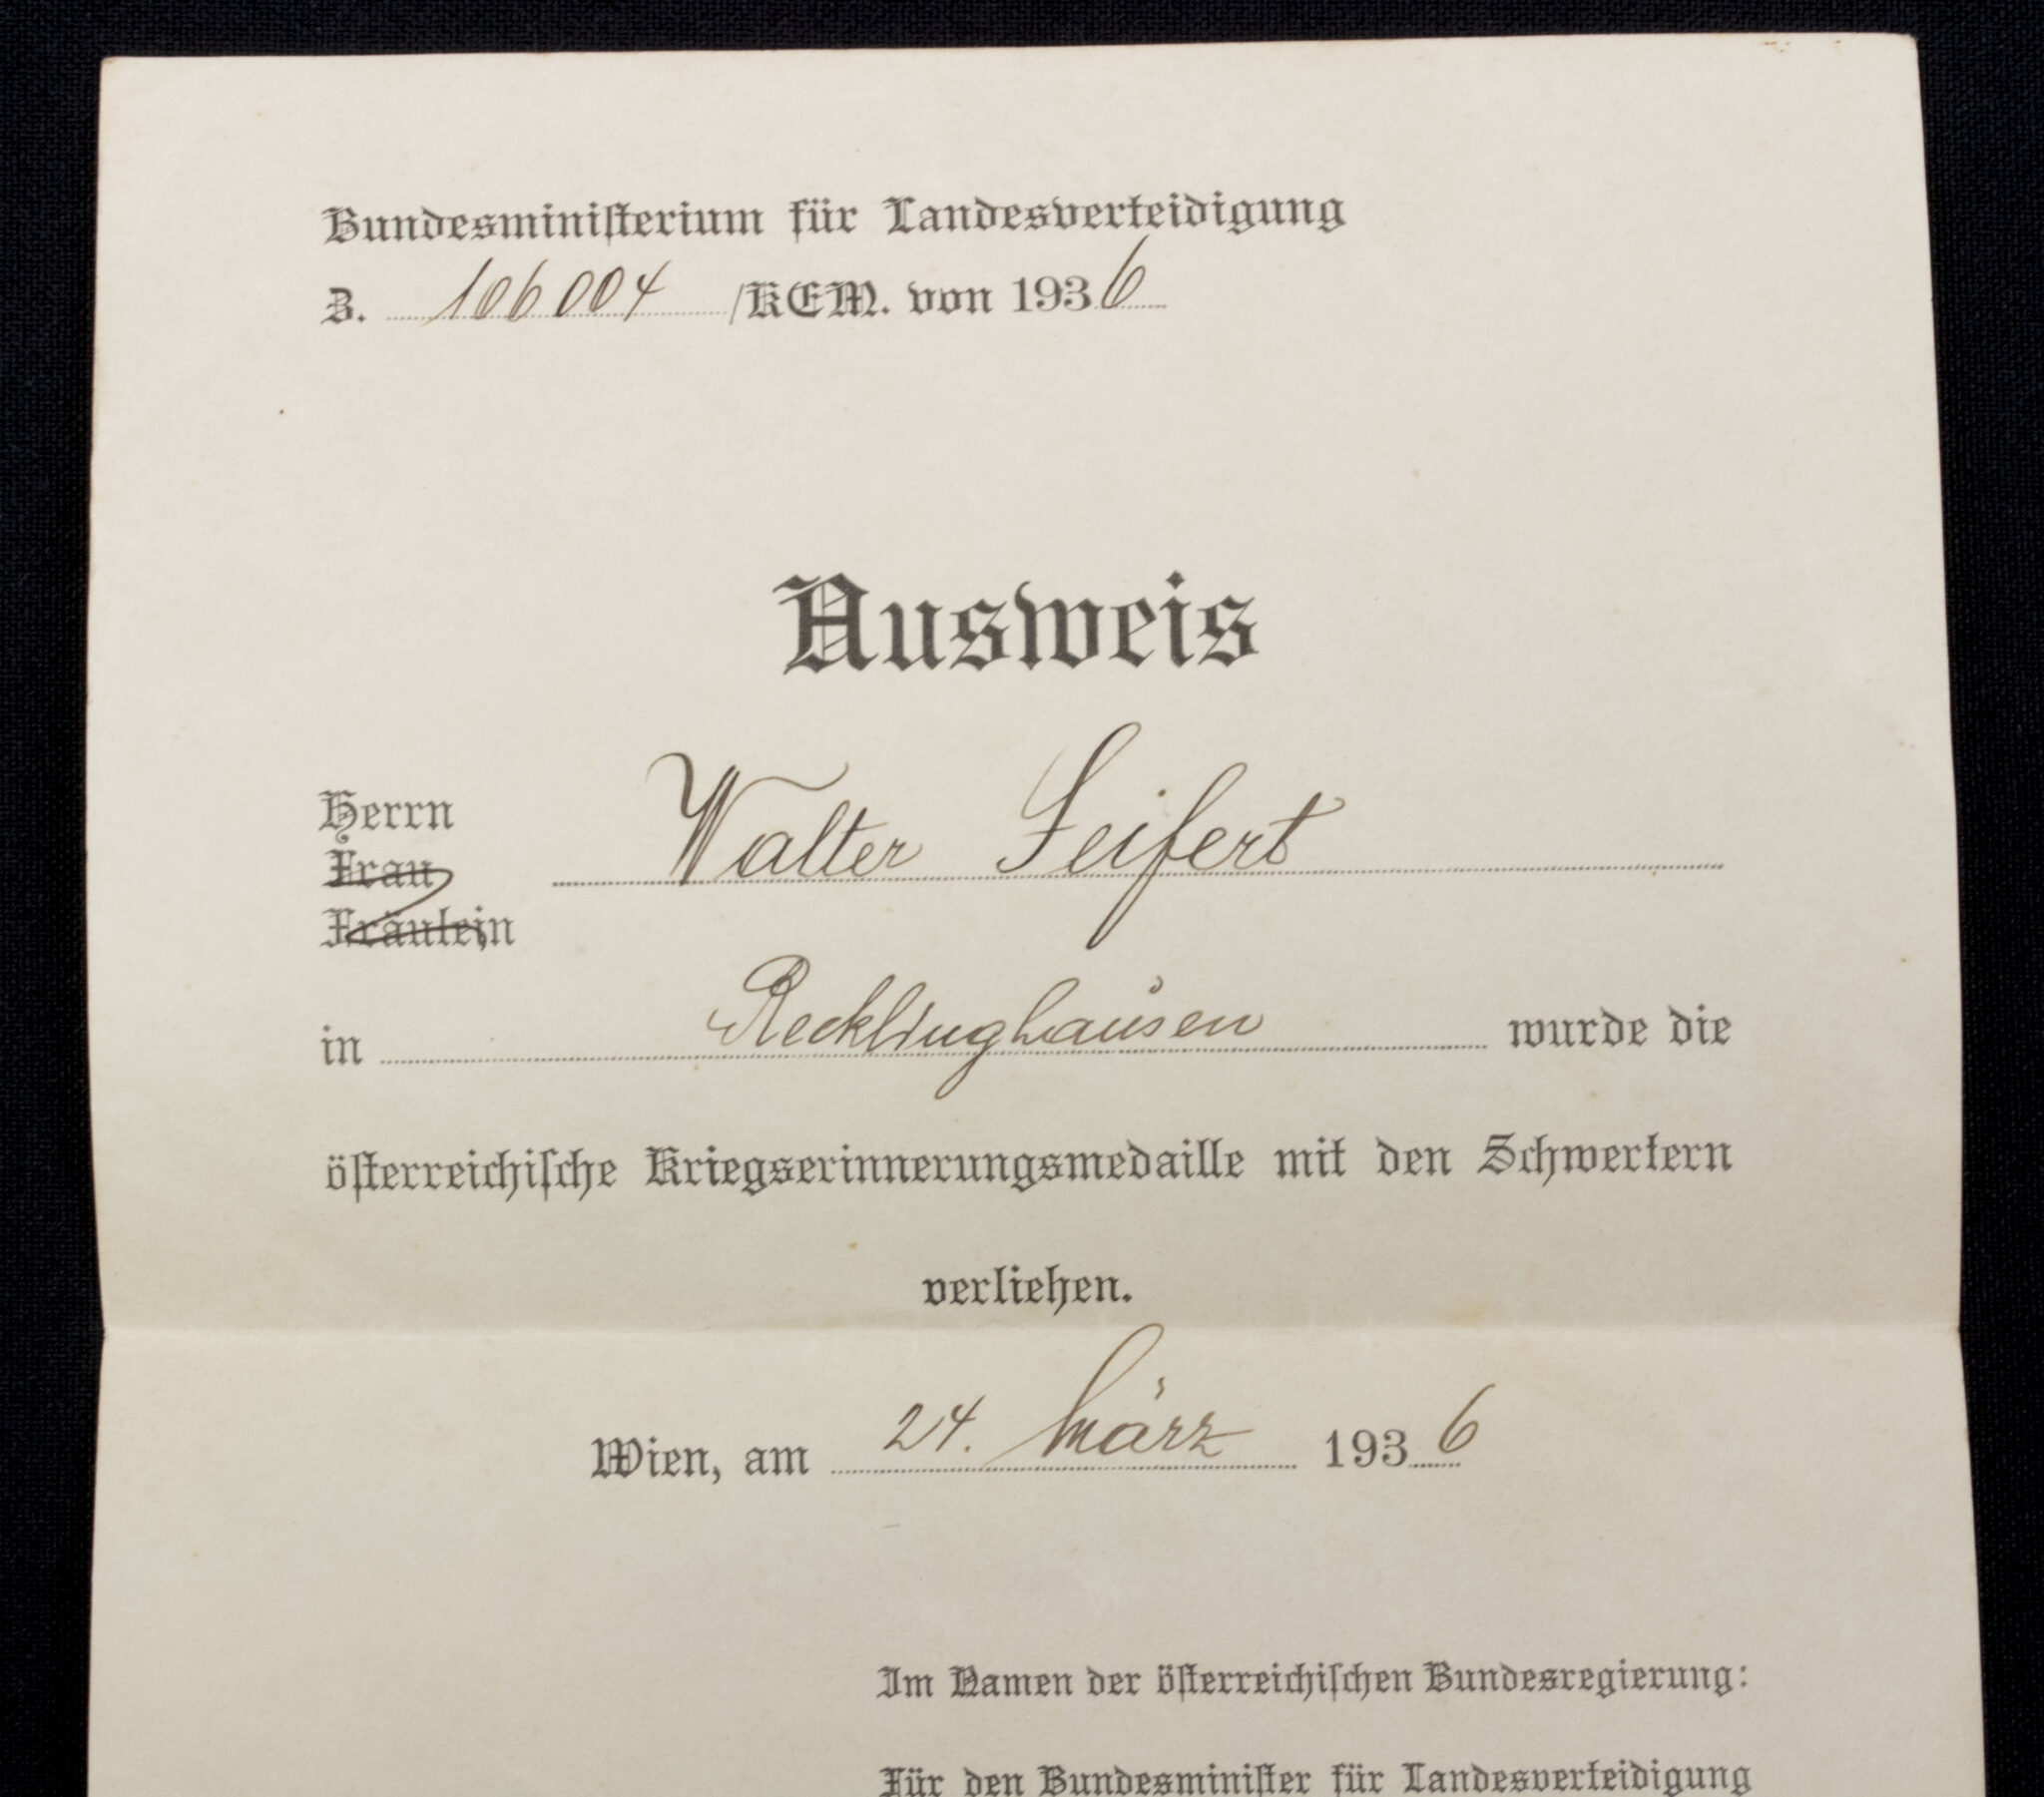 Bundesministerium für Landesverteidigung
Z. 106004 /KEM. von 1936
Ausweis
Herrn
Frau Walter Seifert
Fräulein
in Recklinghausen wurde die
österreichische Kriegserinnerungsmedaille mit den Schwertern
verliehen.
Wien, am 24. März 1936
Im Namen der österreichischen Bundesregierung:
Für den Bundesminister für Landesverteidigung